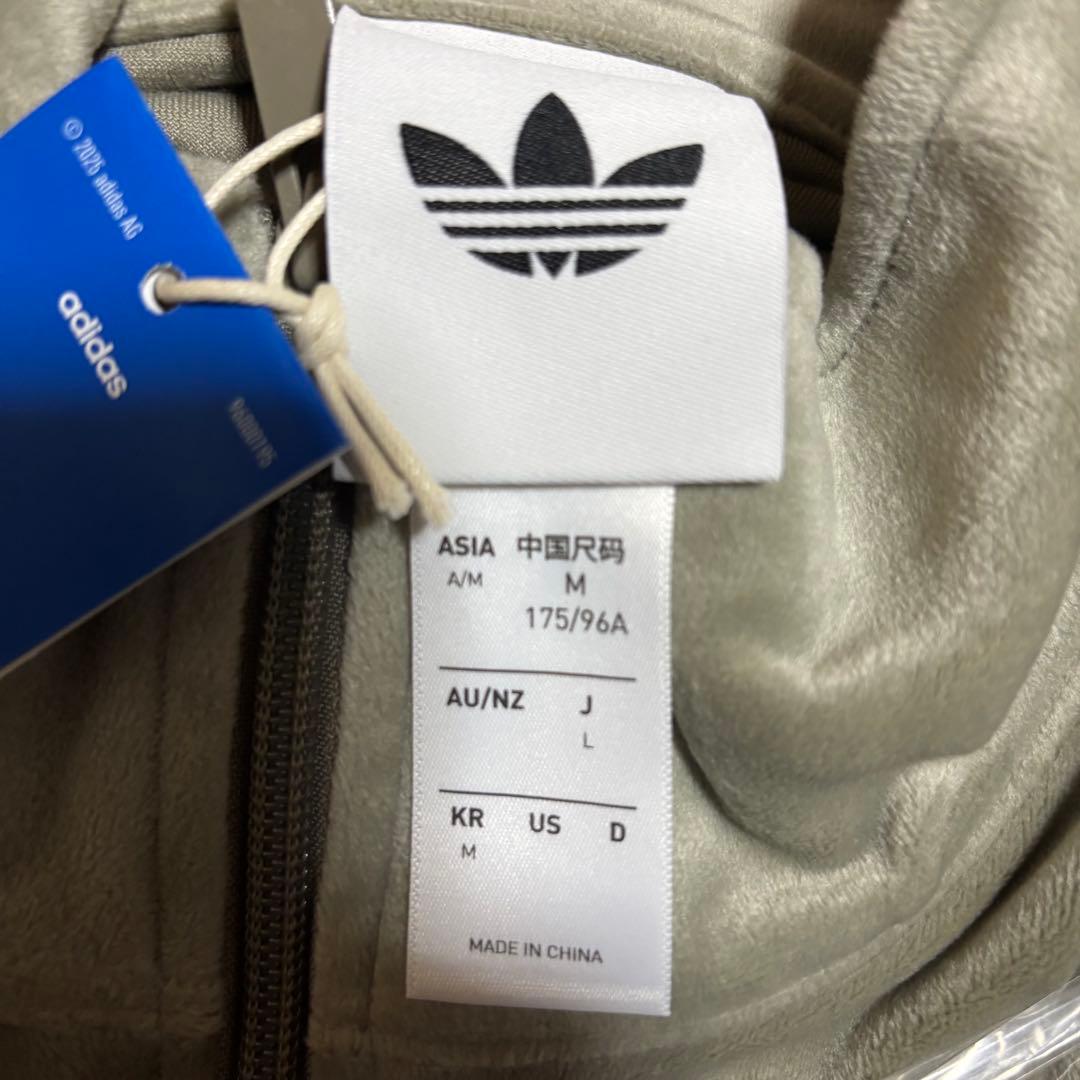 © 2025 adidas AG
adidas
ASIA 中国尺码
A/M M
175/96A
AU/NZ J
L
KR US D
M
MADE IN CHINA